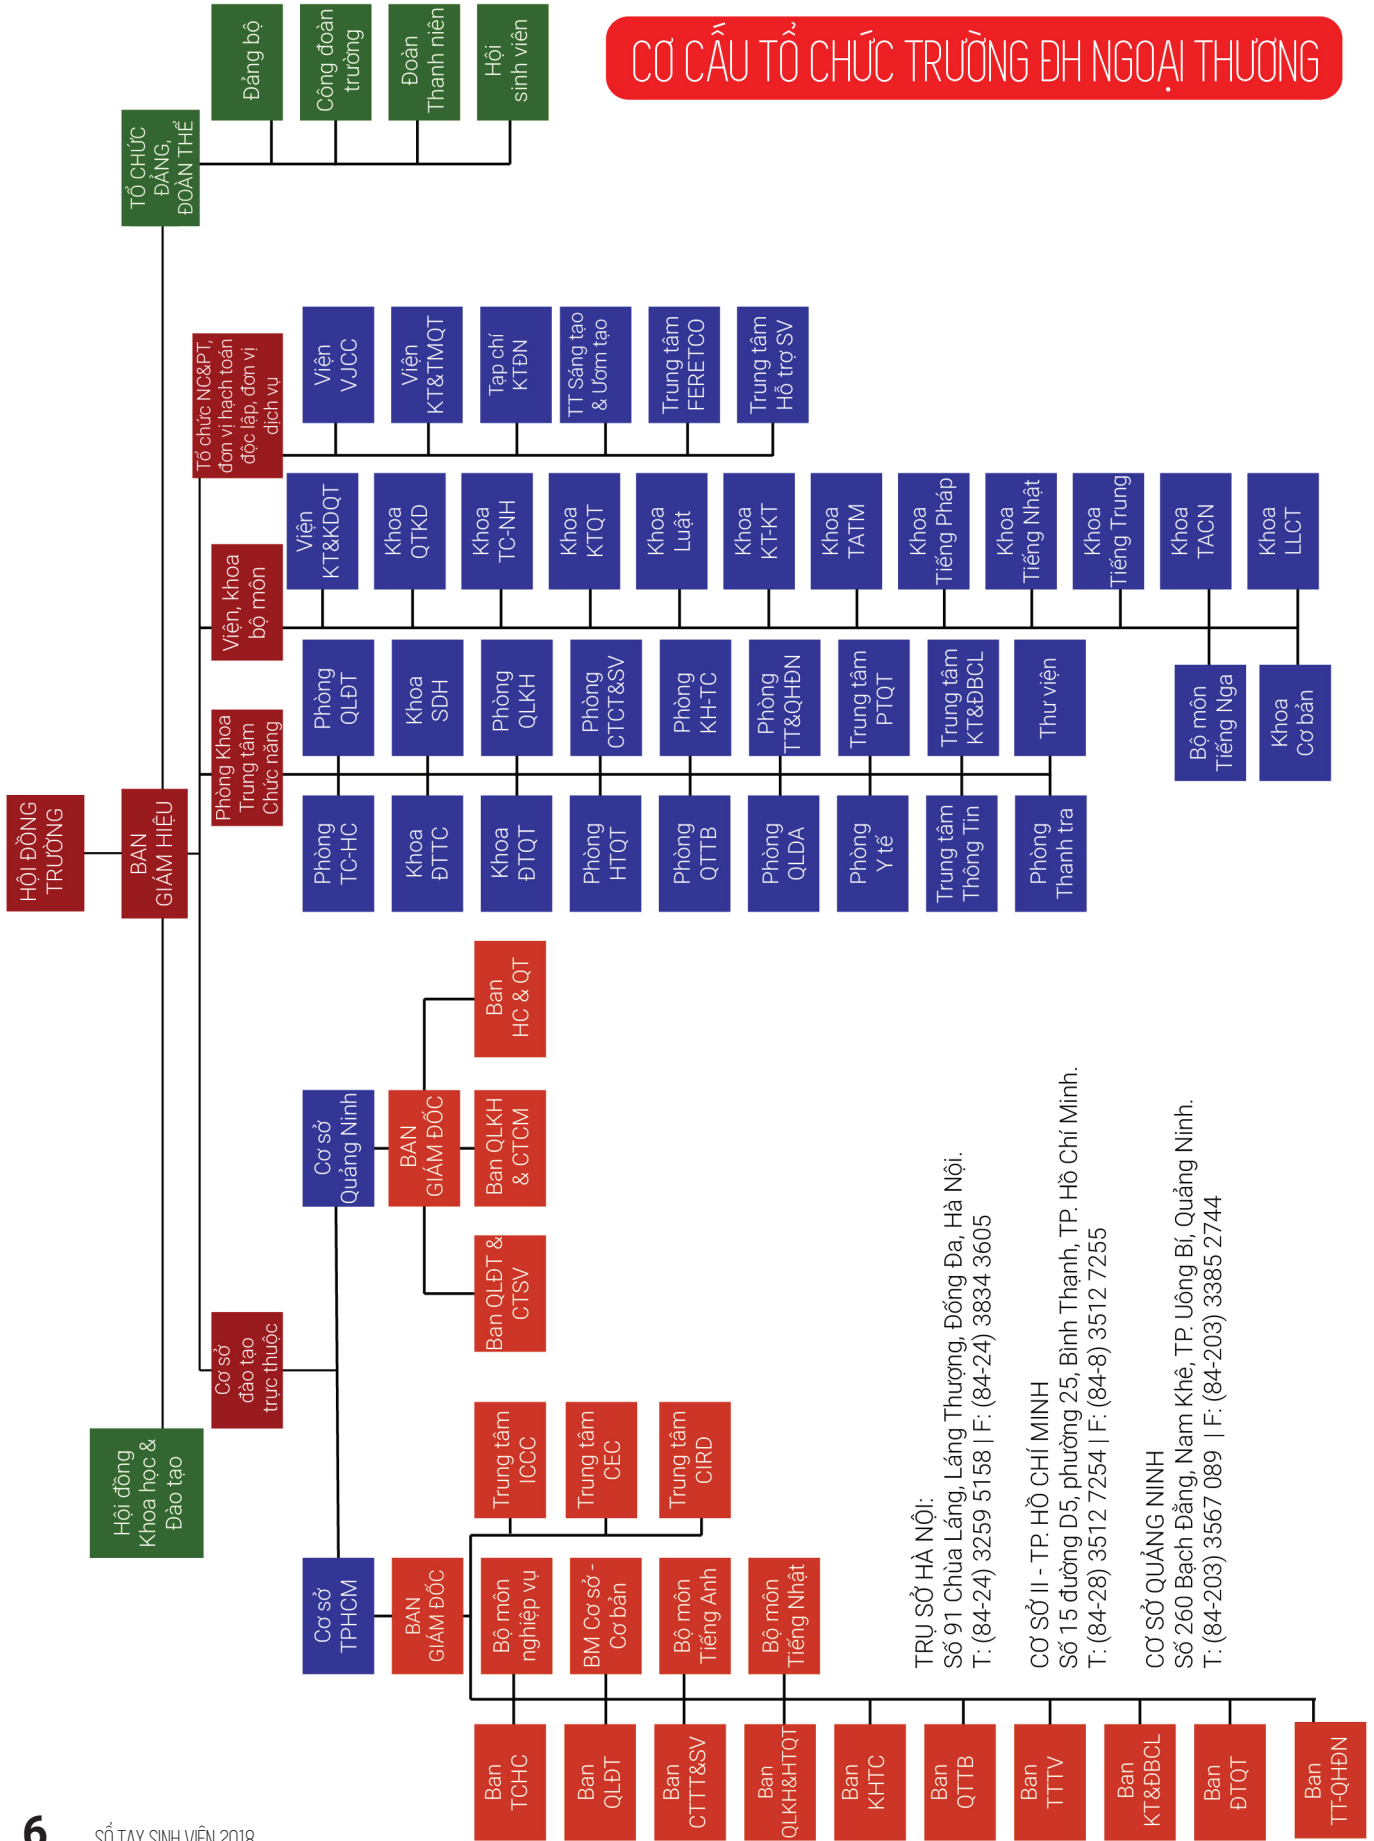 CƠ CẤU TỔ CHỨC TRƯỜNG ĐH NGOẠI THƯƠNG
HỘI ĐỒNG
TRƯỜNG
BAN
GIÁM HIỆU
Hội đồng
Khoa học &
Đào tạo
TỔ CHỨC
ĐẢNG,
ĐOÀN THỂ
Đảng bộ
Công đoàn
trường
Đoàn
Thanh niên
Hội
sinh viên
Cơ sở
đào tạo
trực thuộc
Phòng Khoa
Trung tâm
Chức năng
Viện, khoa
bộ môn
Tổ chức NC&PT,
đơn vị hạch toán
độc lập, đơn vị
dịch vụ
Cơ sở
TPHCM
BAN
GIÁM ĐỐC
Bộ môn
nghiệp vụ
BM Cơ sở -
Cơ bản
Bộ môn
Tiếng Anh
Bộ môn
Tiếng Nhật
Trung tâm
ICCC
Trung tâm
CEC
Trung tâm
CIRD
Ban
TCHC
Ban
QLĐT
Ban
CTTT&SV
Ban
QLKH&HTQT
Ban
KHTC
Ban
QTTB
Ban
TTTV
Ban
KT&ĐBCL
Ban
ĐTQT
Ban
TT-QHĐN
Cơ sở
Quảng Ninh
BAN
GIÁM ĐỐC
Ban QLĐT &
CTSV
Ban QLKH
& CTCM
Ban
HC & QT
Phòng
TC-HC
Khoa
ĐTTC
Khoa
ĐTQT
Phòng
HTQT
Phòng
QTTB
Phòng
QLDA
Phòng
Y tế
Trung tâm
Thông Tin
Phòng
Thanh tra
Phòng
QLĐT
Khoa
SDH
Phòng
QLKH
Phòng
CTCT&SV
Phòng
KH-TC
Phòng
TT&QHĐN
Trung tâm
PTQT
Trung tâm
KT&ĐBCL
Thư viện
Viện
KT&KDQT
Khoa
QTKD
Khoa
TC-NH
Khoa
KTQT
Khoa
Luật
Khoa
KT-KT
Khoa
TATM
Khoa
Tiếng Pháp
Khoa
Tiếng Nhật
Khoa
Tiếng Trung
Khoa
TACN
Khoa
LLCT
Bộ môn
Tiếng Nga
Khoa
Cơ bản
Viện
VJCC
Viện
KT&TMQT
Tạp chí
KTĐN
TT Sáng tạo
& Ươm tạo
Trung tâm
FERETCO
Trung tâm
Hỗ trợ SV
TRỤ SỞ HÀ NỘI:
Số 91 Chùa Láng, Láng Thượng, Đống Đa, Hà Nội.
T: (84-24) 3259 5158 | F: (84-24) 3834 3605
CƠ SỞ II - TP. HỒ CHÍ MINH
Số 15 đường D5, phường 25, Bình Thạnh, TP. Hồ Chí Minh.
T: (84-28) 3512 7254 | F: (84-8) 3512 7255
CƠ SỞ QUẢNG NINH
Số 260 Bạch Đằng, Nam Khê, TP. Uông Bí, Quảng Ninh.
T: (84-203) 3567 089 | F: (84-203) 3385 2744
6
SỔ TAY SINH VIÊN 2018